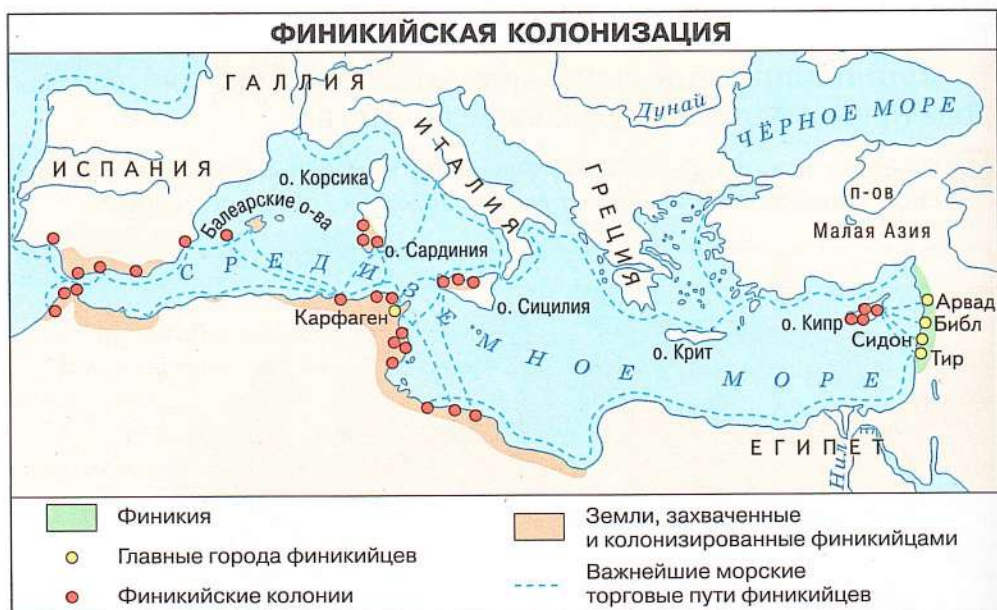 ФИНИКИЙСКАЯ КОЛОНИЗАЦИЯ
ГАЛЛИЯ
Дунай
ЧЁРНОЕ МОРЕ
ИСПАНИЯ
ИТАЛИЯ
ГРЕЦИЯ
о. Корсика
п-ов
Малая Азия
Балеарские о-ва
о. Сардиния
СРЕДИЗЕМНОЕ МОРЕ
Карфаген
о. Сицилия
о. Крит
о. Кипр
Арвад
Библ
Сидон
Тир
ЕГИПЕТ
Нил
Финикия
Главные города финикийцев
Финикийские колонии
Земли, захваченные
и колонизированные финикийцами
Важнейшие морские
торговые пути финикийцев